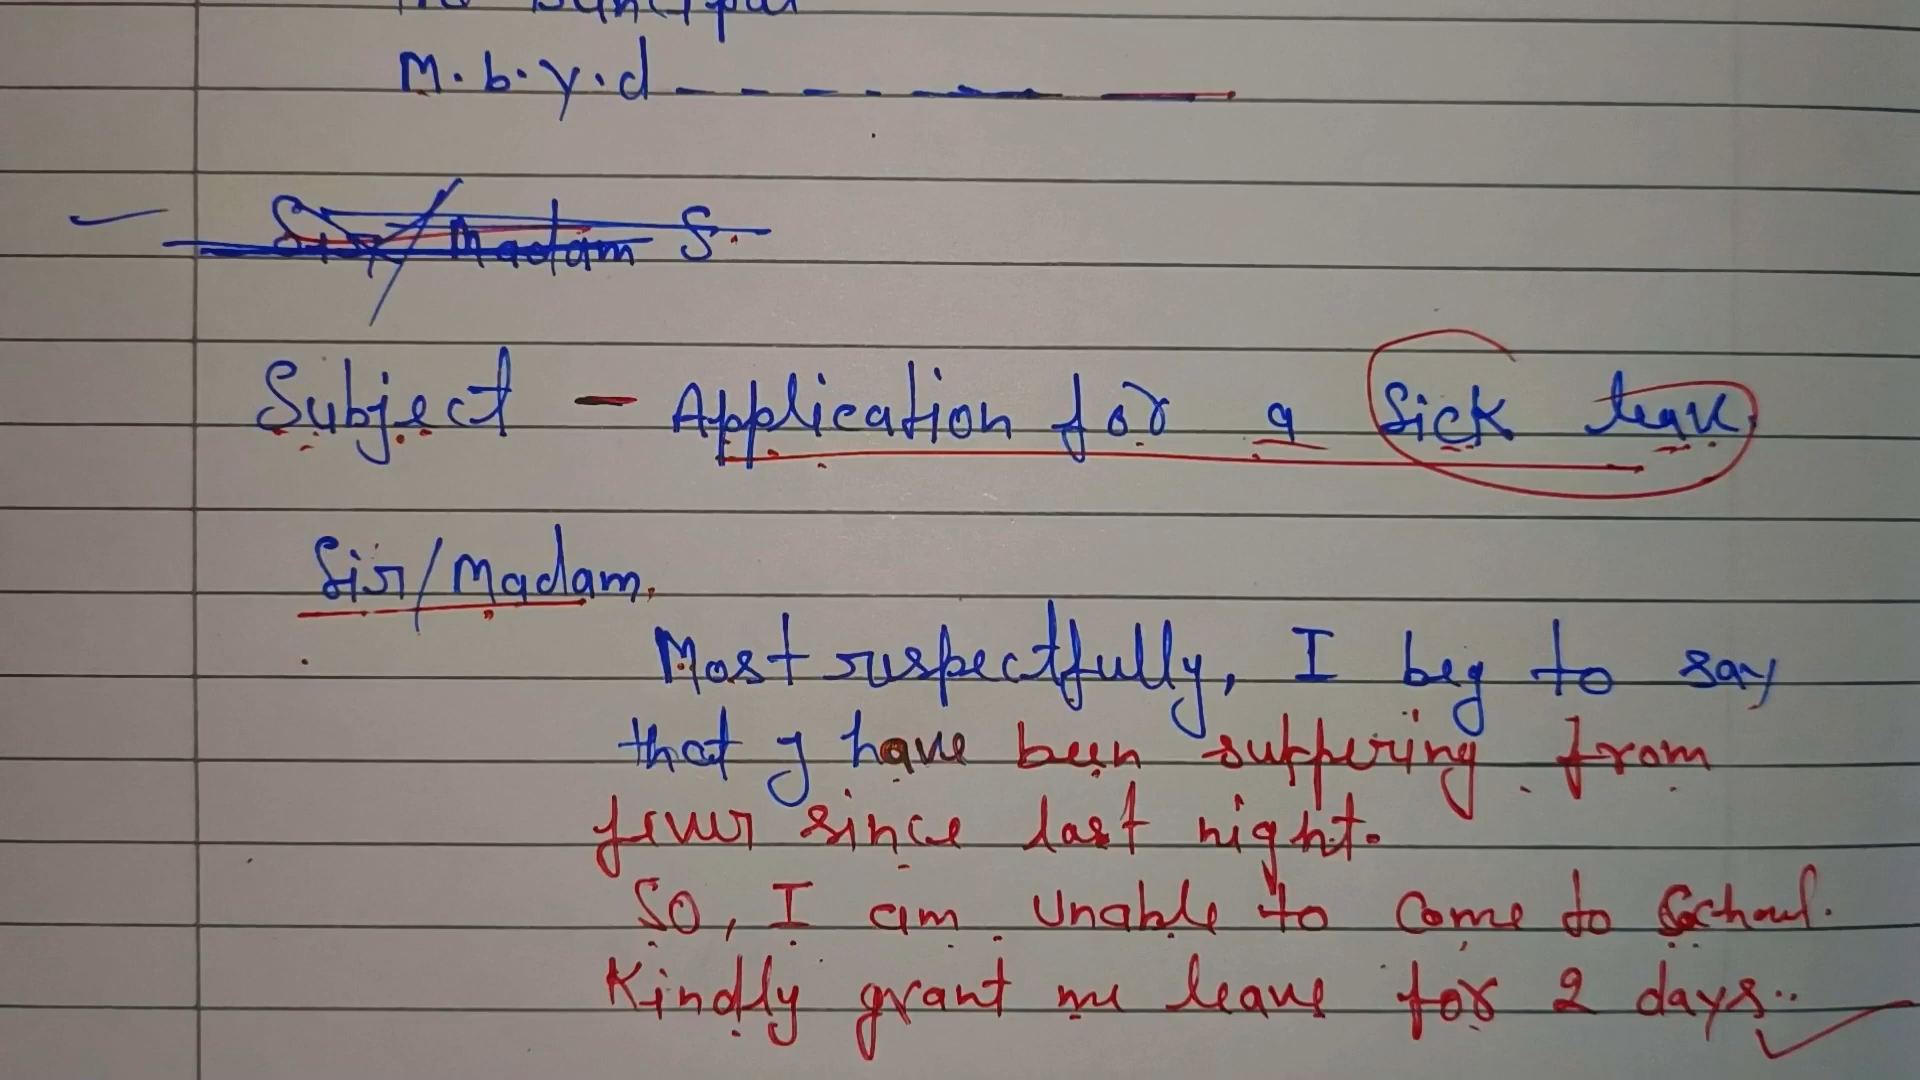 M.b.y.d
Sir/Madam S.
Subject - Application for a Sick leave
Sir/Madam,
Most respectfully, I beg to say
that I have been suffering from
fever since last night.
So, I am unable to come to School.
Kindly grant me leave for 2 days..